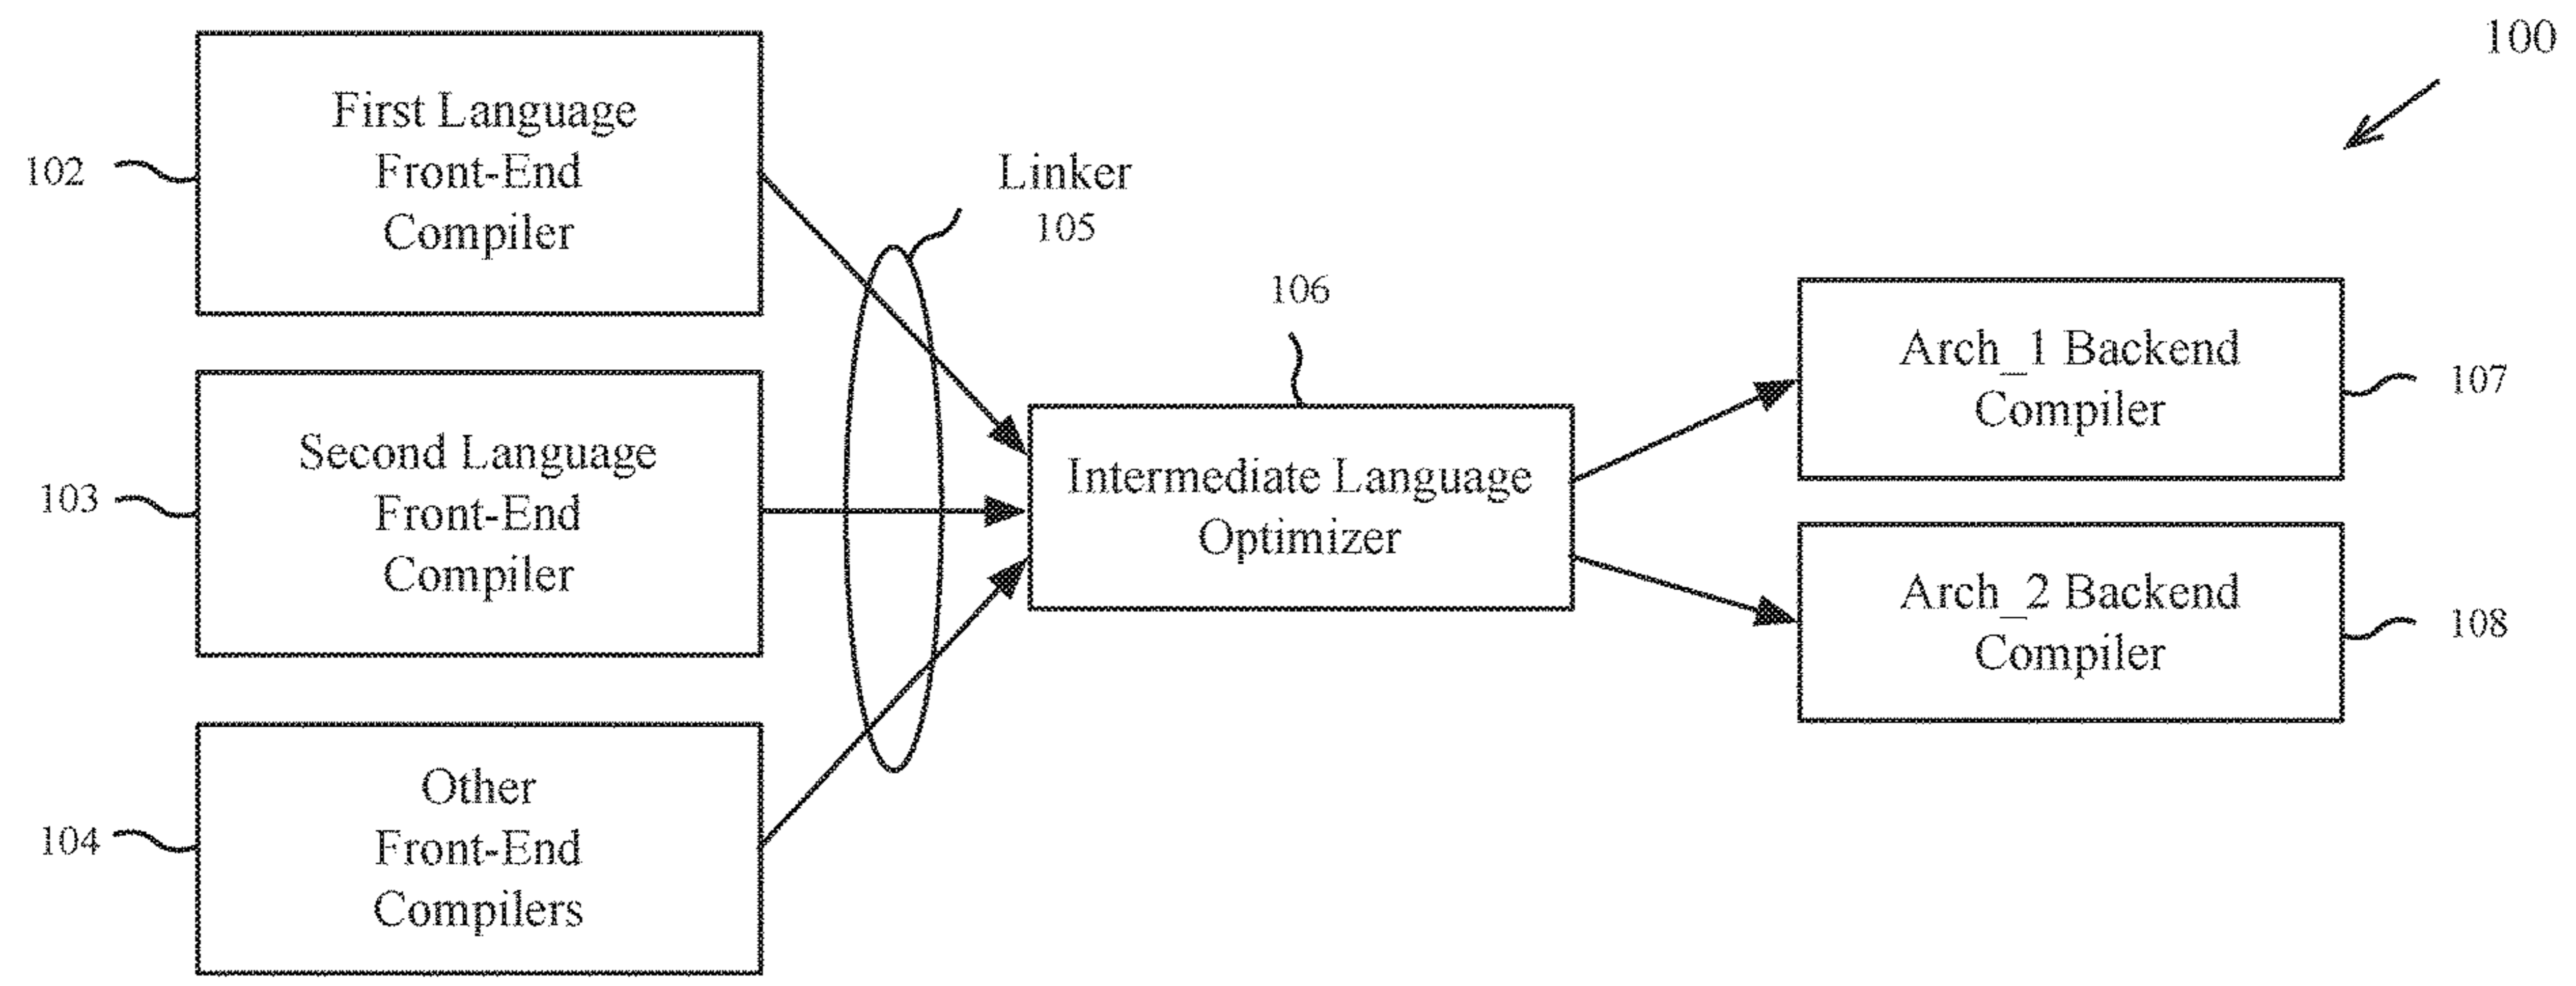 100
First Language
Front-End
Compiler
102
Linker
105
106
Arch_1 Backend
Compiler
107
Second Language
Front-End
Compiler
103
Intermediate Language
Optimizer
Arch_2 Backend
Compiler
108
Other
Front-End
Compilers
104